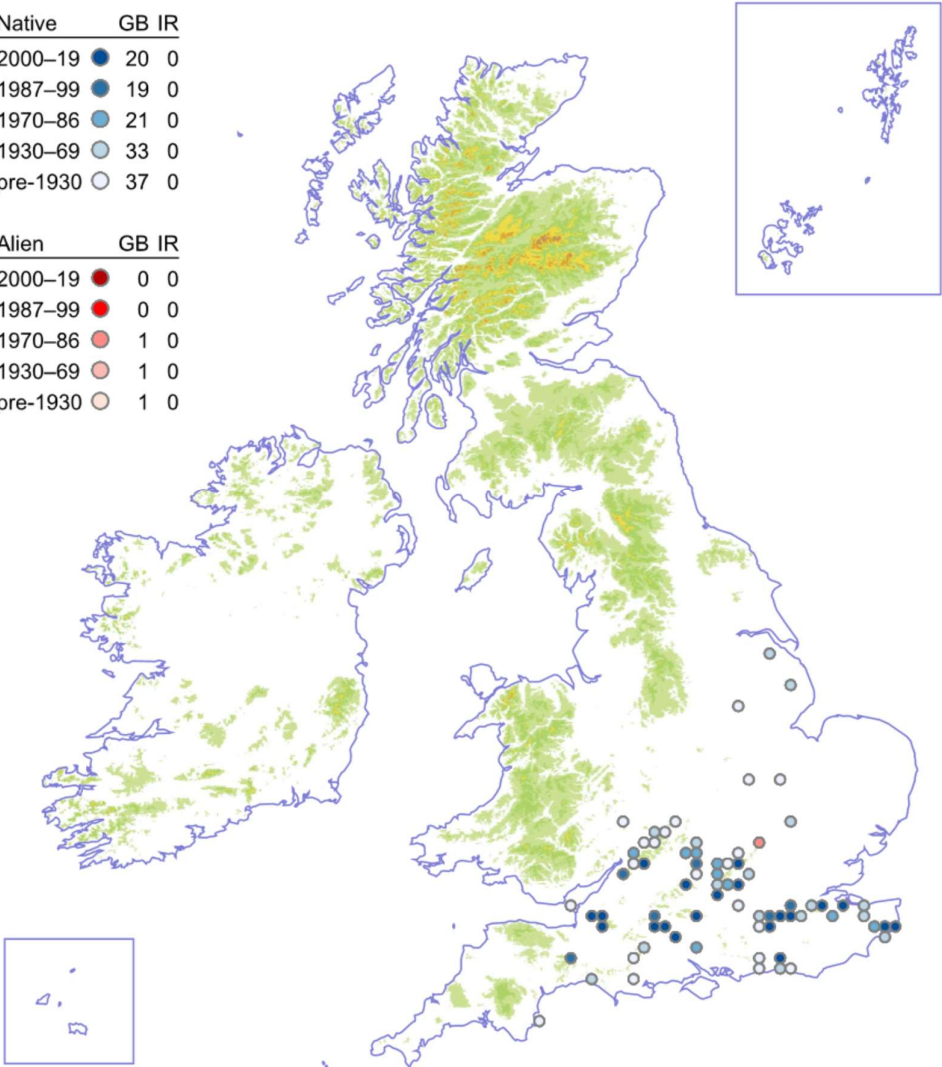 Native GB IR
2000–19 20 0
1987–99 19 0
1970–86 21 0
1930–69 33 0
pre-1930 37 0
Alien GB IR
2000–19 0 0
1987–99 0 0
1970–86 1 0
1930–69 1 0
pre-1930 1 0